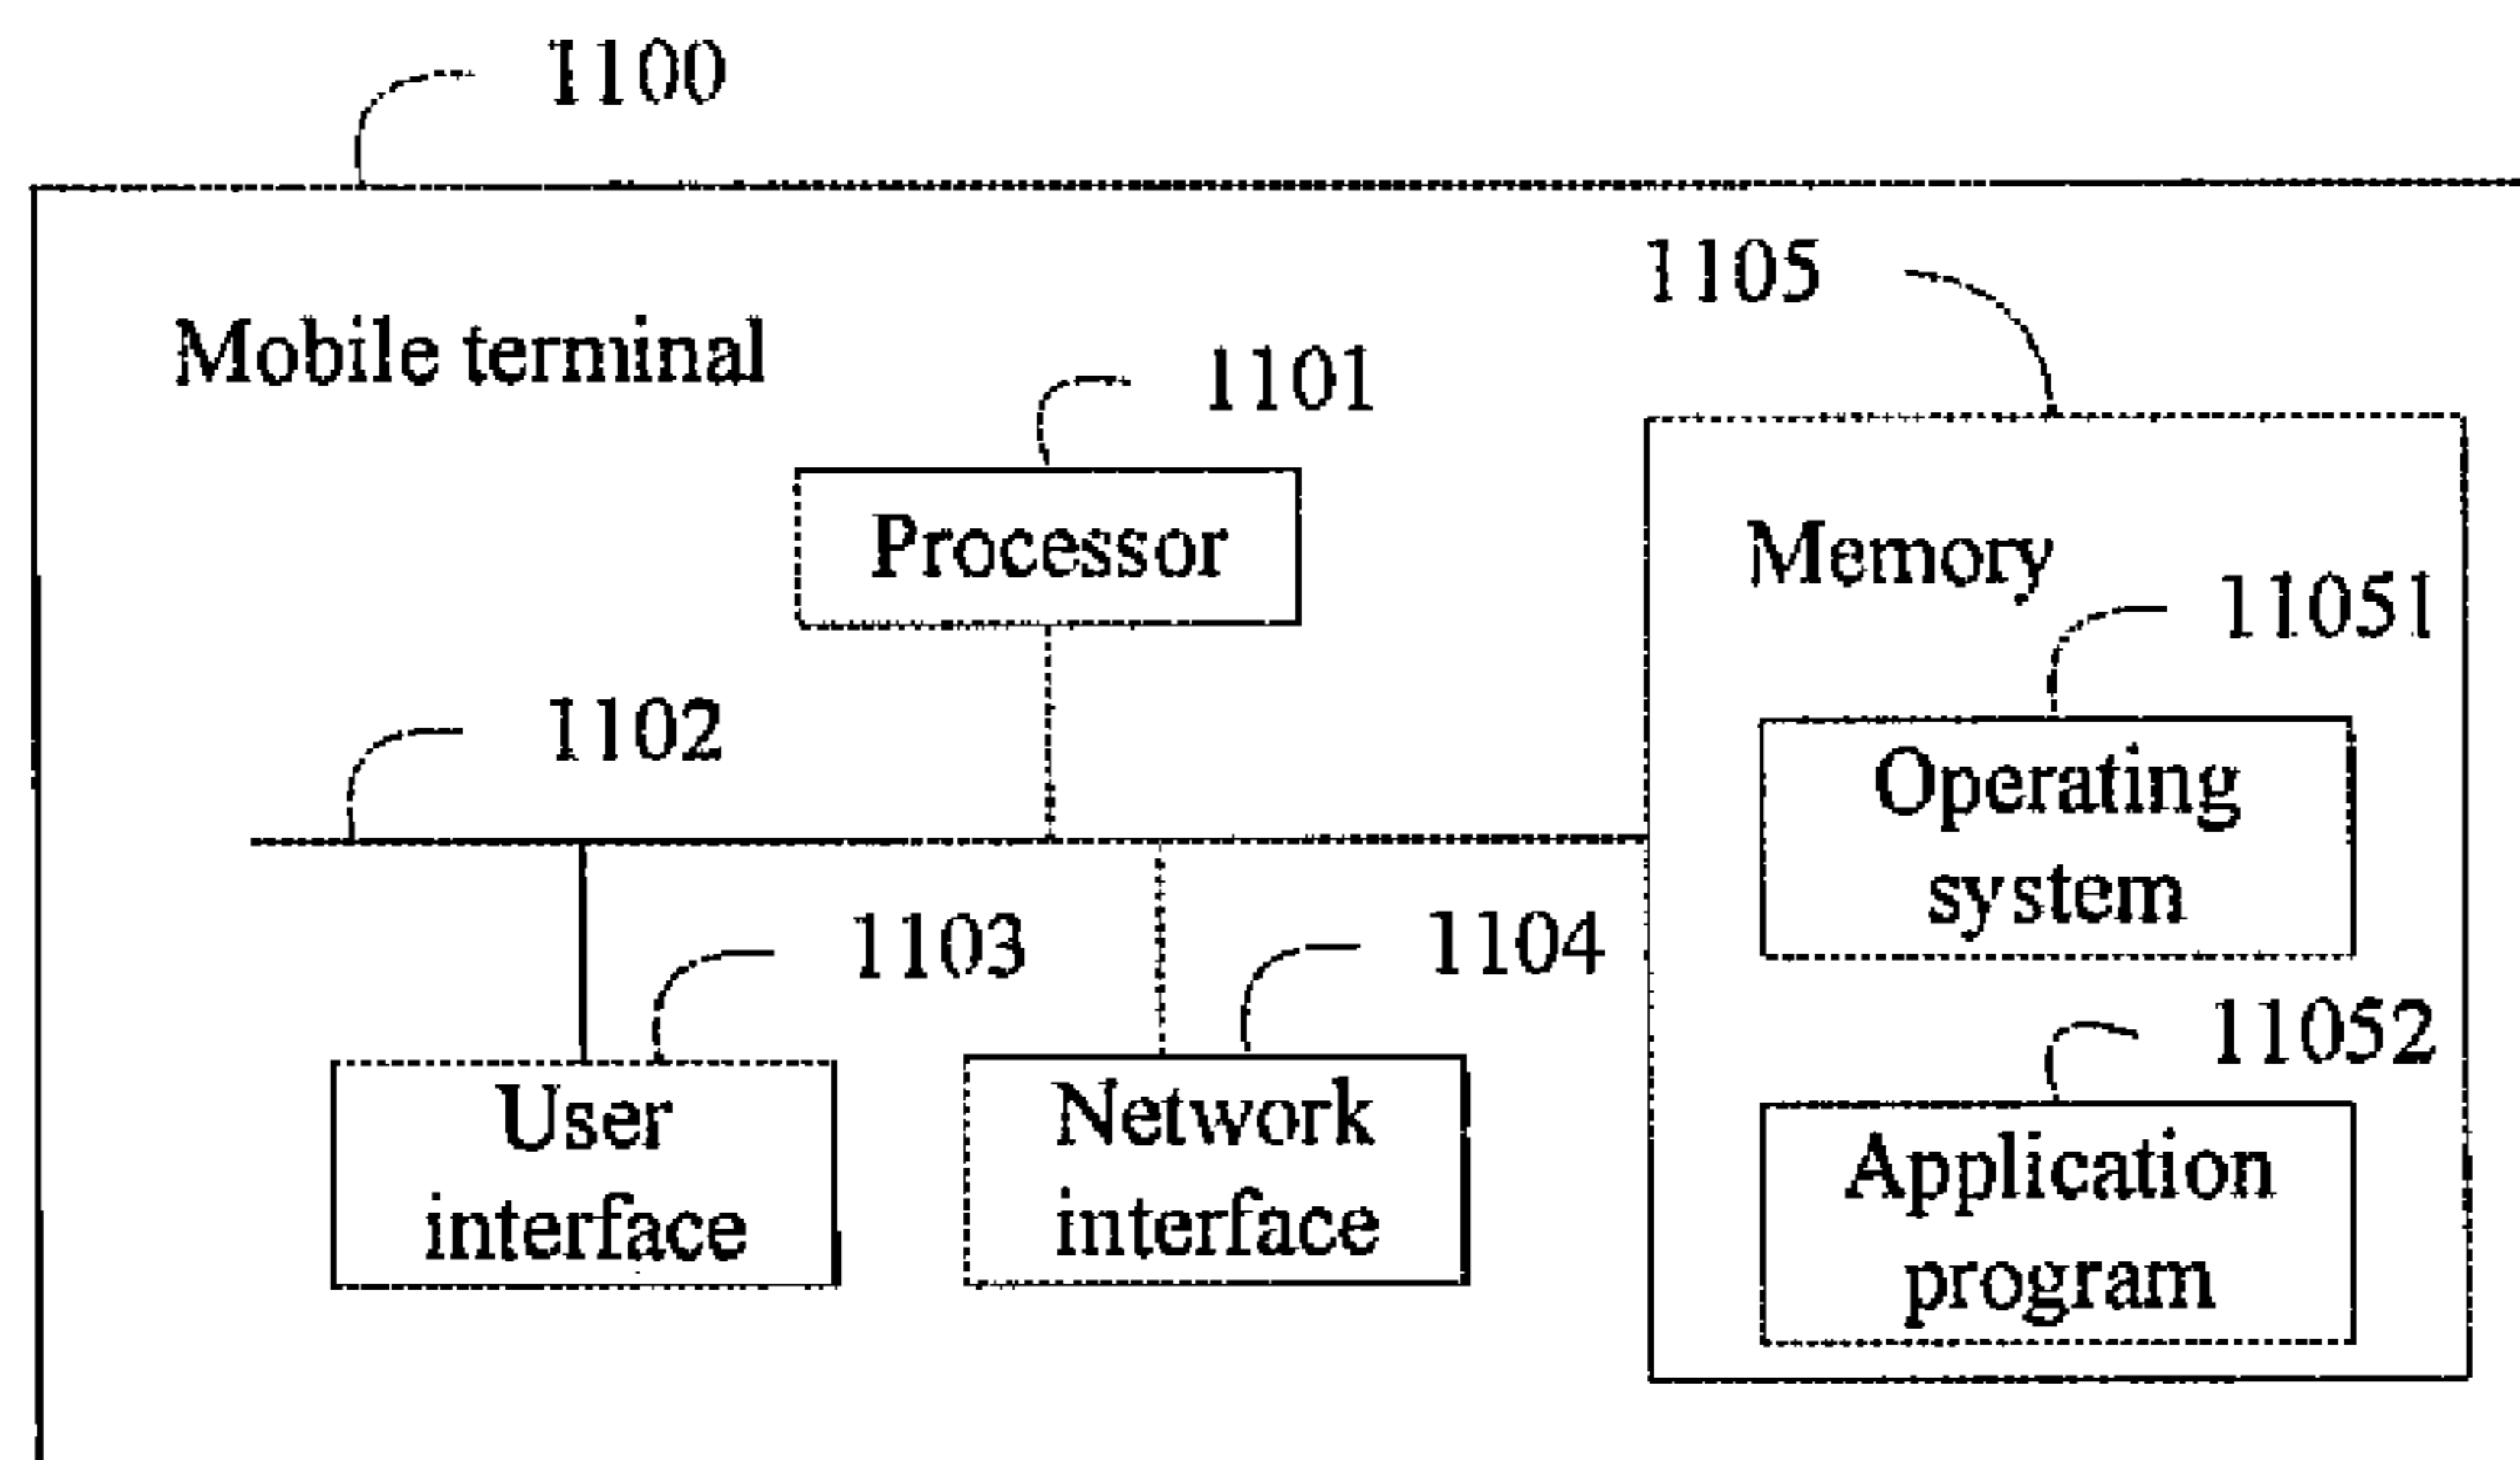 1100
1105
Mobile terminal
1101
Processor
Memory
11051
1102
Operating
system
1103
1104
11052
User
interface
Network
interface
Application
program